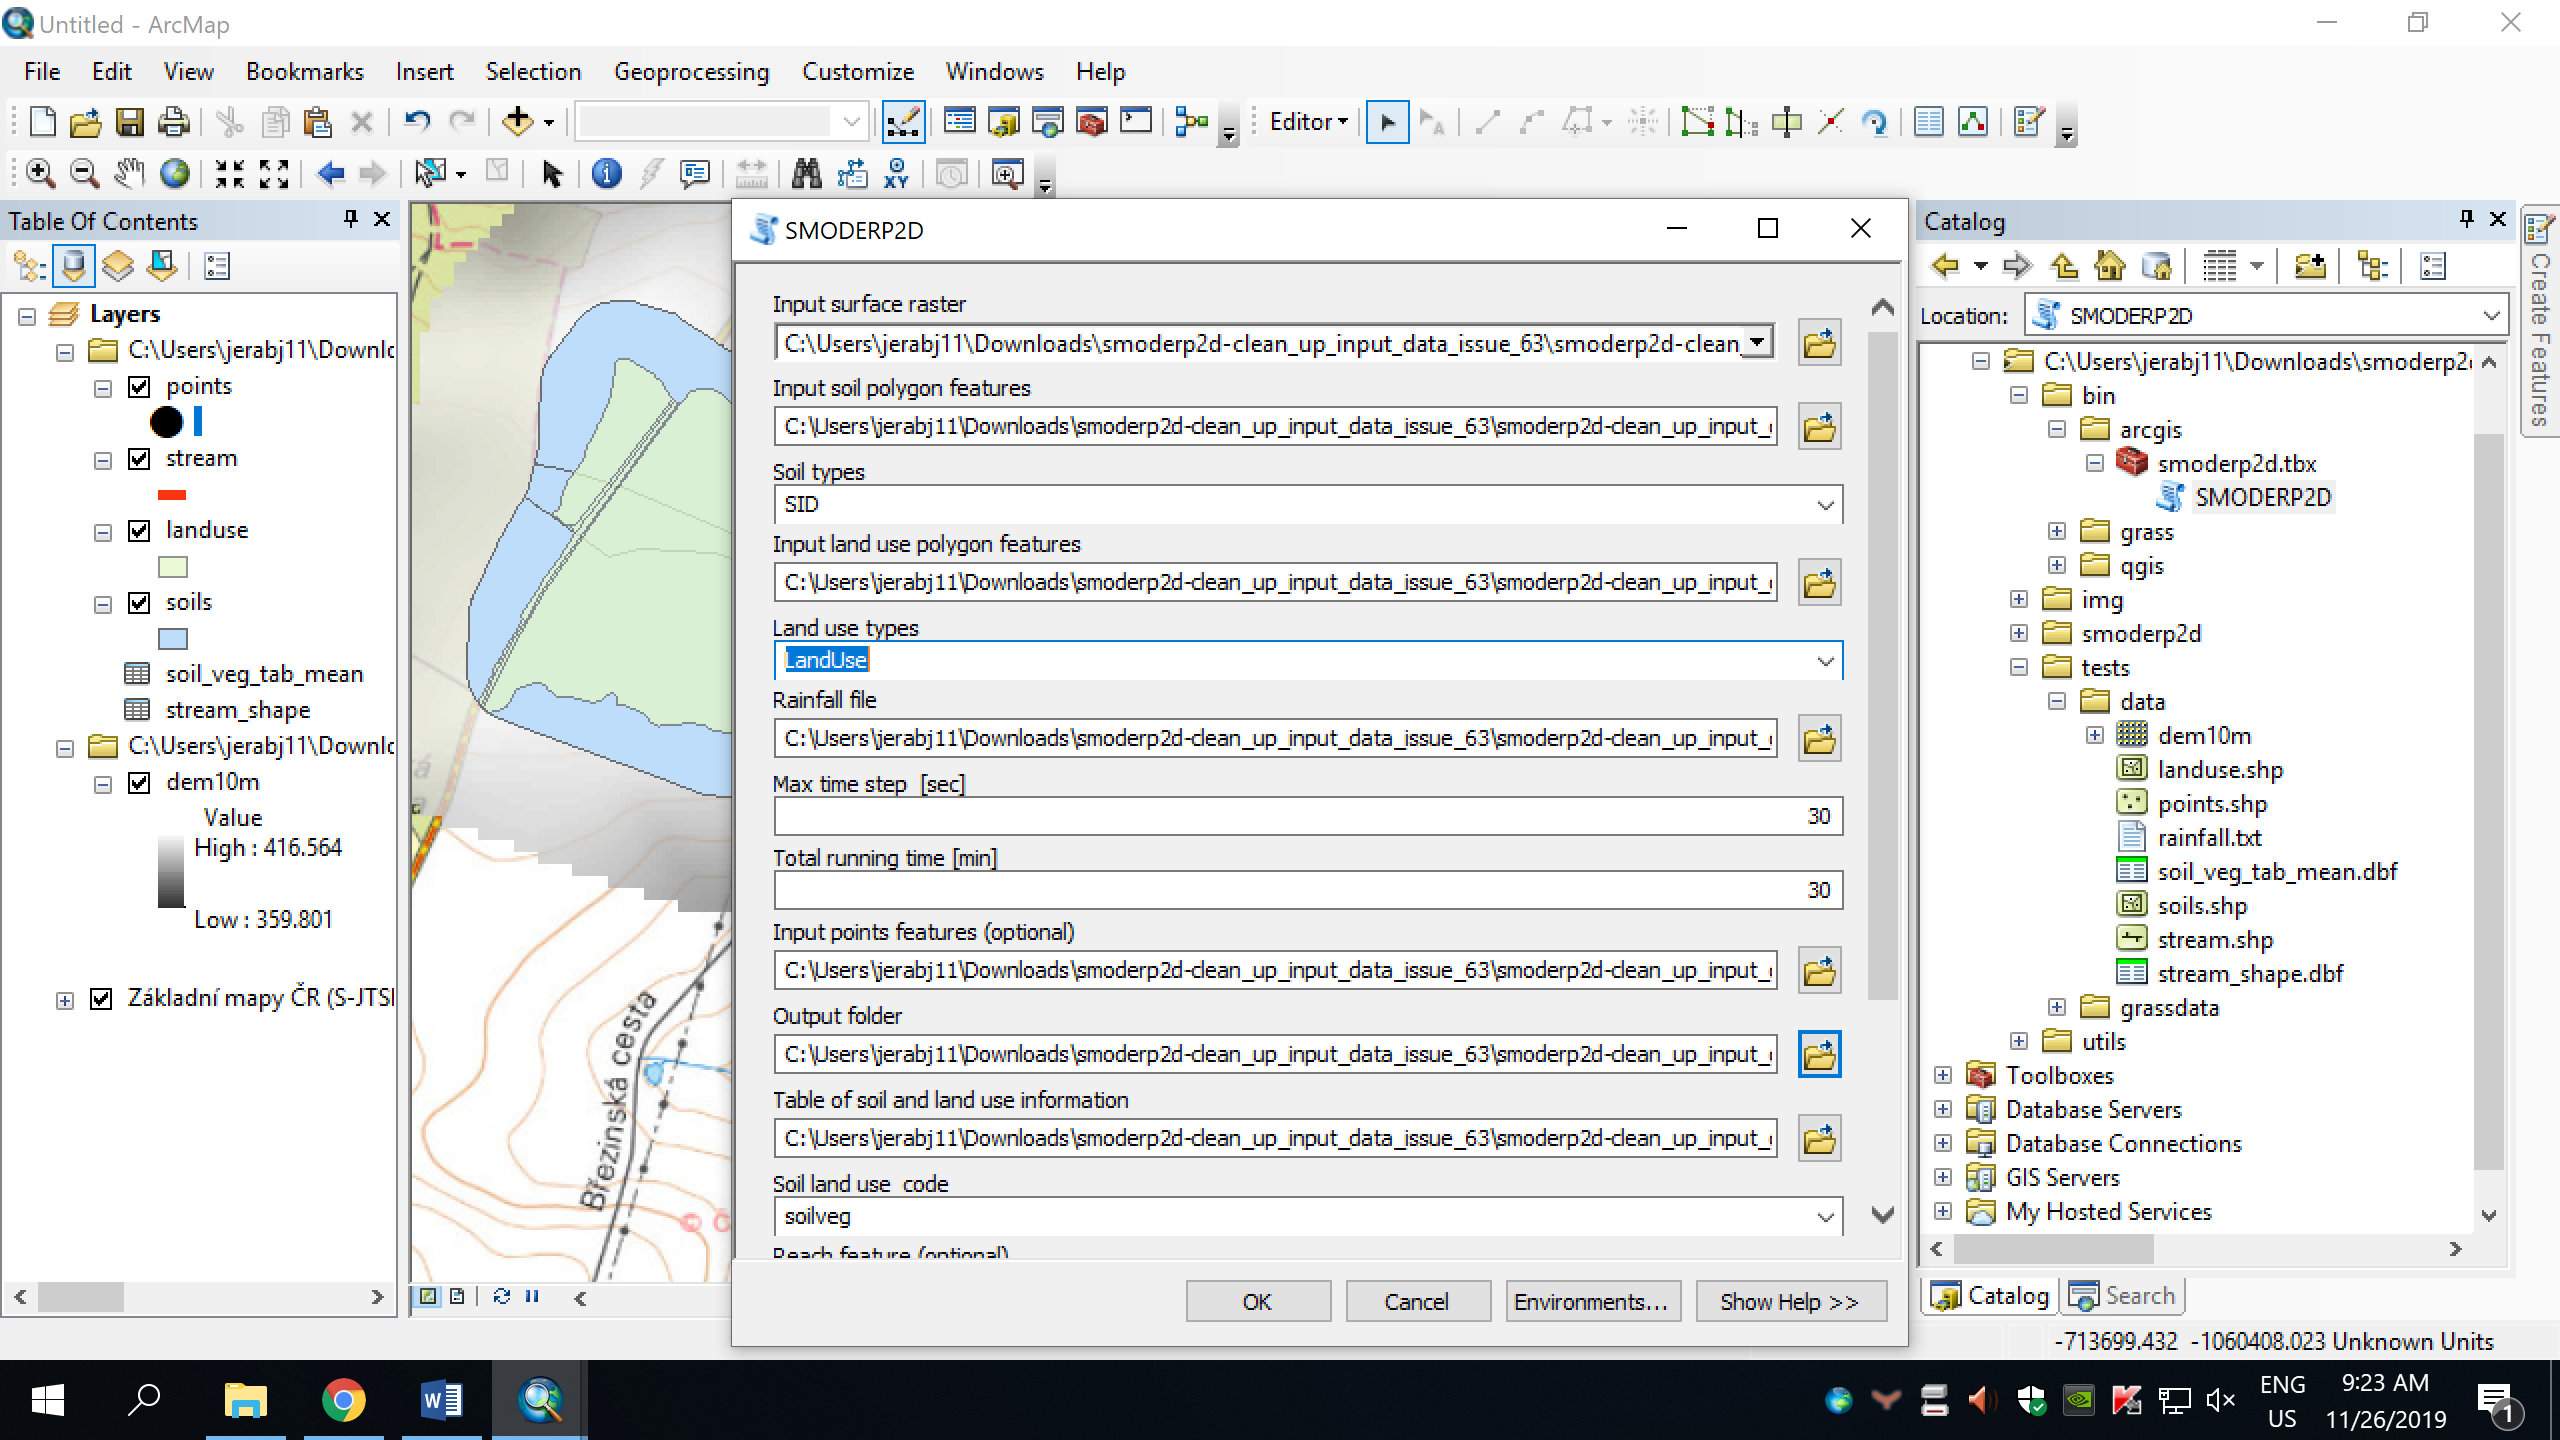 Untitled - ArcMap
File Edit View Bookmarks Insert Selection Geoprocessing Customize Windows Help
Editor
Table Of Contents
Layers
C:\Users\jerabj11\Downlo
points
stream
landuse
soils
soil_veg_tab_mean
stream_shape
C:\Users\jerabj11\Downlo
dem10m
Value
High : 416.564
Low : 359.801
Základní mapy ČR (S-JTSI
Březinská cesta
SMODERP2D
Input surface raster
C:\Users\jerabj11\Downloads\smoderp2d-clean_up_input_data_issue_63\smoderp2d-clean_
Input soil polygon features
C:\Users\jerabj11\Downloads\smoderp2d-clean_up_input_data_issue_63\smoderp2d-clean_up_input_
Soil types
SID
Input land use polygon features
C:\Users\jerabj11\Downloads\smoderp2d-clean_up_input_data_issue_63\smoderp2d-clean_up_input_
Land use types
LandUse
Rainfall file
C:\Users\jerabj11\Downloads\smoderp2d-clean_up_input_data_issue_63\smoderp2d-clean_up_input_
Max time step [sec]
30
Total running time [min]
30
Input points features (optional)
C:\Users\jerabj11\Downloads\smoderp2d-clean_up_input_data_issue_63\smoderp2d-clean_up_input_
Output folder
C:\Users\jerabj11\Downloads\smoderp2d-clean_up_input_data_issue_63\smoderp2d-clean_up_input_
Table of soil and land use information
C:\Users\jerabj11\Downloads\smoderp2d-clean_up_input_data_issue_63\smoderp2d-clean_up_input_
Soil land use code
soilveg
Reach feature (optional)
OK Cancel Environments... Show Help >>
Catalog
Location: SMODERP2D
C:\Users\jerabj11\Downloads\smoderp2
bin
arcgis
smoderp2d.tbx
SMODERP2D
grass
qgis
img
smoderp2d
tests
data
dem10m
landuse.shp
points.shp
rainfall.txt
soil_veg_tab_mean.dbf
soils.shp
stream.shp
stream_shape.dbf
grassdata
utils
Toolboxes
Database Servers
Database Connections
GIS Servers
My Hosted Services
Catalog Search
Create Features
-713699.432 -1060408.023 Unknown Units
ENG
US
9:23 AM
11/26/2019
1